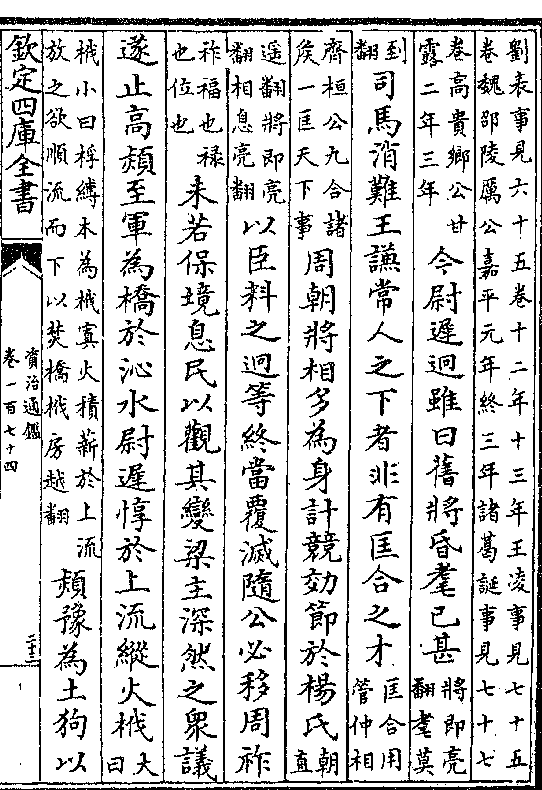 劉表事見六十五卷十二年十三年王凌事見七十五
卷魏邵陵厲公嘉平元年終三年諸葛誕事見七十七
卷高貴鄉公甘露二年三年今尉遲迥雖曰舊將昏耄已甚將即亮翻耄莫
到翻司馬消難王謙常人之下者非有匡合之才匡合用管仲相
齊桓公九合諸侯一匡天下事周朝將相多為身計競効節於楊氏朝直
遥翻將即亮翻相息亮翻以臣料之迥等終當覆滅隨公必移周祚
祚福也祿也位也未若保境息民以觀其變梁主深然之衆議
遂止高熲至軍為橋於沁水尉遲惇於上流縱火栰大曰
栰小曰桴縛木為栰寘火積薪於上流放之欲順流而下以焚橋栰房越翻熲豫為土狗以
欽定四庫全書
資治通鑑
卷一百七十四
二十三